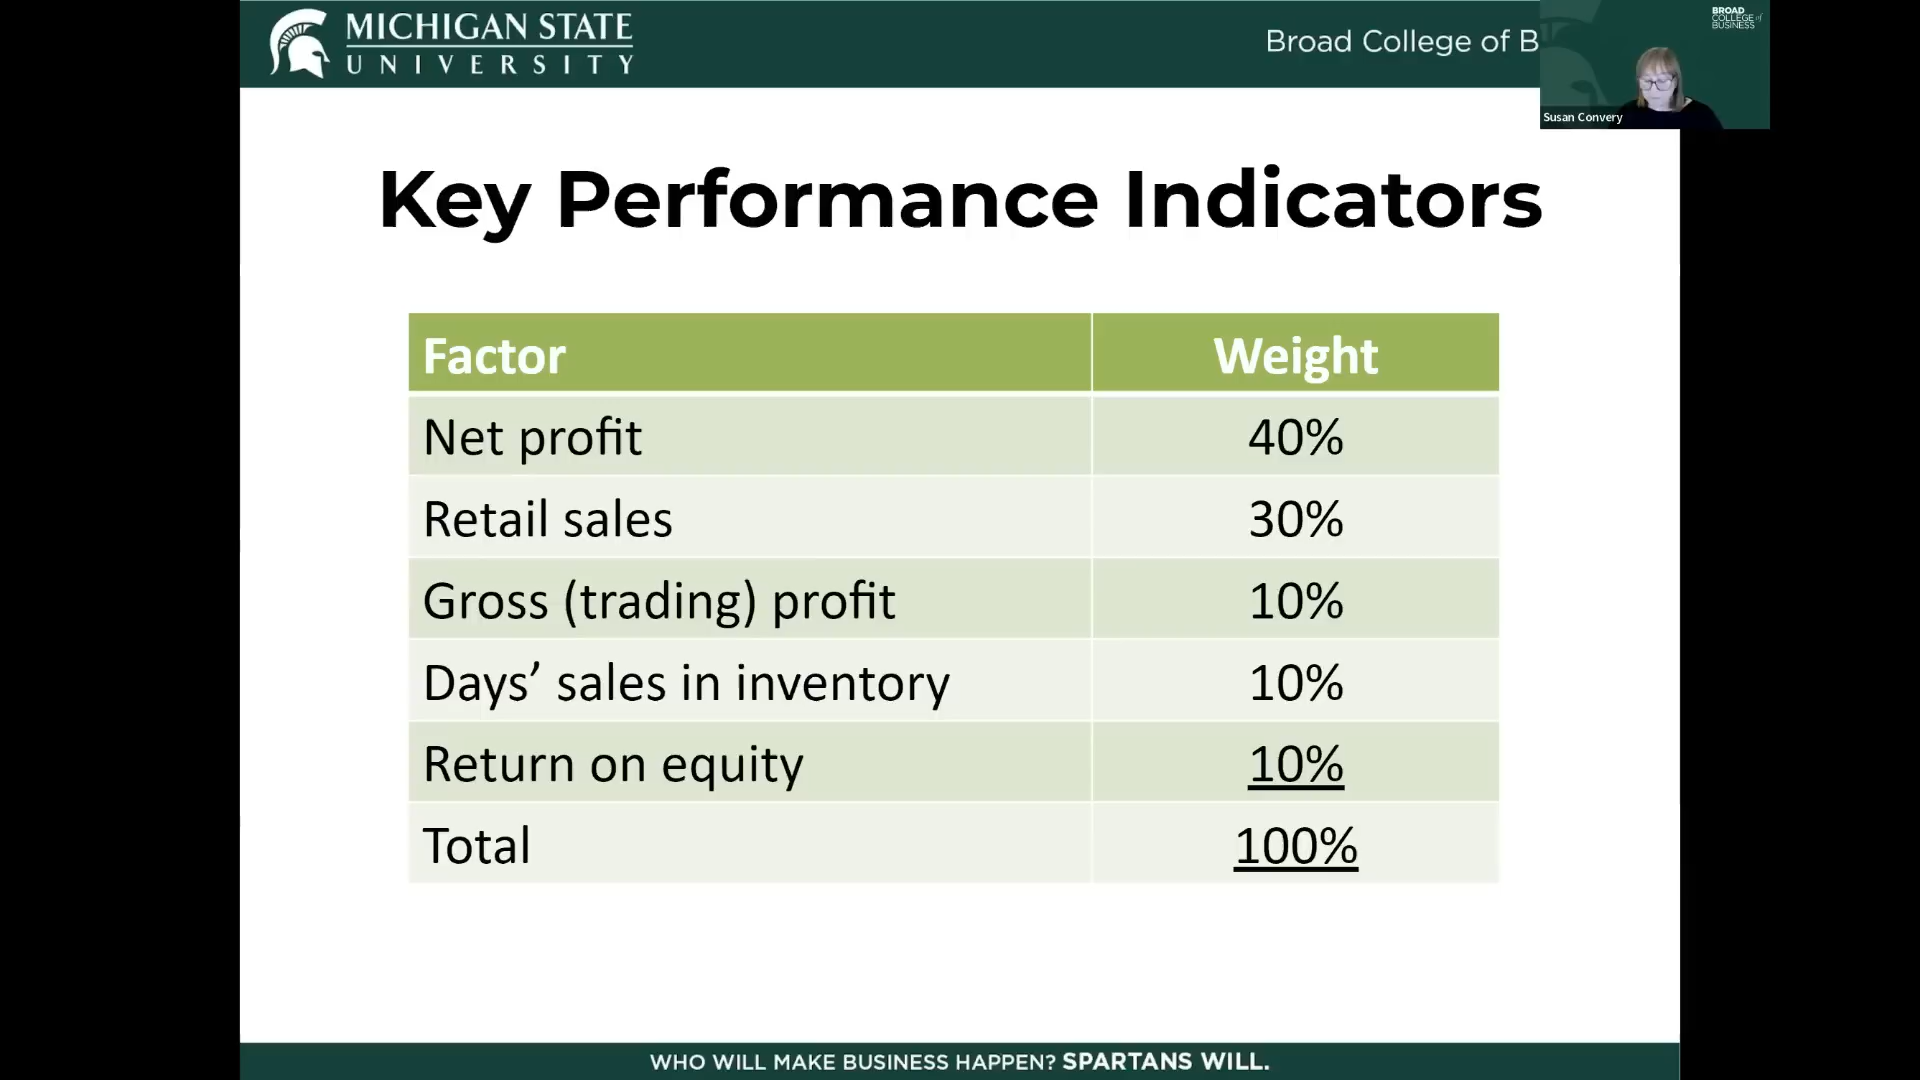 MICHIGAN STATE
UNIVERSITY
Broad College of B
BROAD
COLLEGE of
BUSINESS
Susan Convery
Key Performance Indicators
Factor Weight
Net profit 40%
Retail sales 30%
Gross (trading) profit 10%
Days’ sales in inventory 10%
Return on equity 10%
Total 100%
WHO WILL MAKE BUSINESS HAPPEN? SPARTANS WILL.